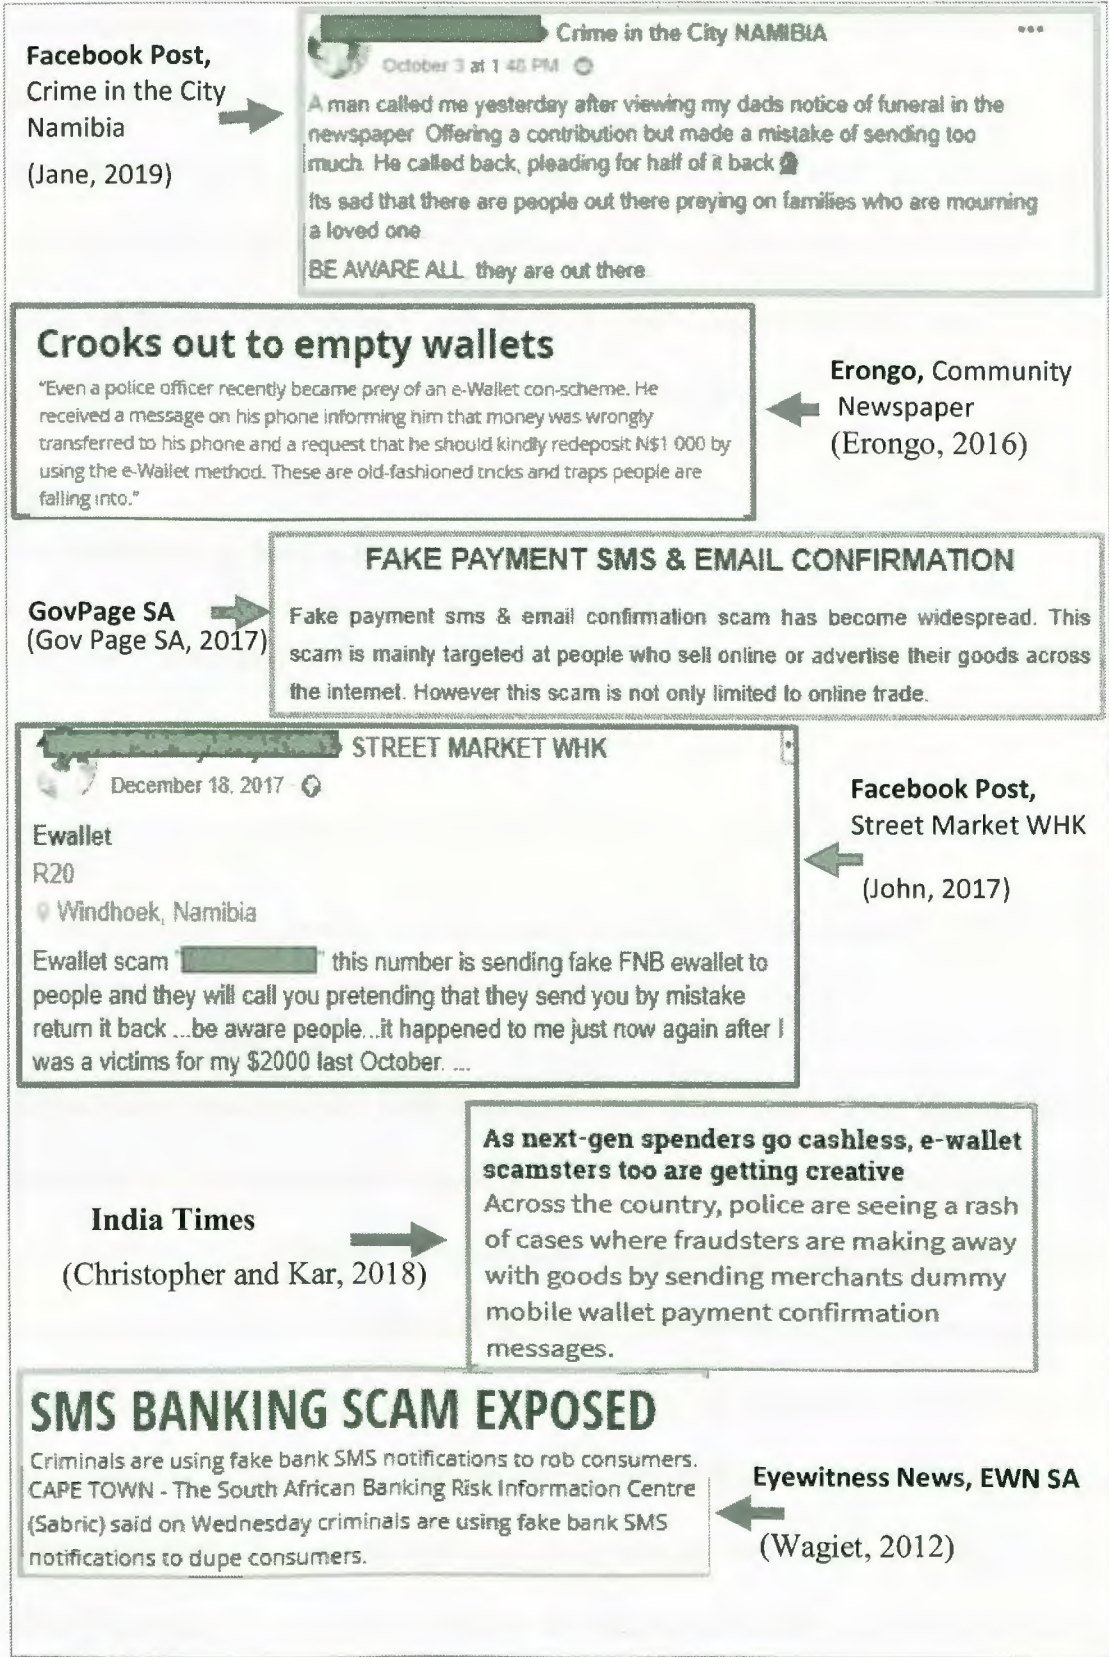 Facebook Post,
Crime in the City
Namibia
(Jane, 2019)
Crime in the City NAMIBIA
October 3 at 1 48 PM
A man called me yesterday after viewing my dads notice of funeral in the
newspaper Offering a contribution but made a mistake of sending too
much. He called back, pleading for half of it back
Its sad that there are people out there preying on families who are mourning
a loved one
BE AWARE ALL they are out there
Crooks out to empty wallets
"Even a police officer recently became prey of an e-Wallet con-scheme. He
received a message on his phone informing him that money was wrongly
transferred to his phone and a request that he should kindly redeposit N$1 000 by
using the e-Wallet method. These are old-fashioned tricks and traps people are
falling into."
Erongo, Community
Newspaper
(Erongo, 2016)
GovPage SA
(Gov Page SA, 2017)
FAKE PAYMENT SMS & EMAIL CONFIRMATION
Fake payment sms & email confirmation scam has become widespread. This
scam is mainly targeted at people who sell online or advertise their goods across
the internet. However this scam is not only limited to online trade.
STREET MARKET WHK
December 18, 2017
Ewallet
R20
Windhoek, Namibia
Ewallet scam " " this number is sending fake FNB ewallet to
people and they will call you pretending that they send you by mistake
return it back ...be aware people...it happened to me just now again after I
was a victims for my $2000 last October. ...
Facebook Post,
Street Market WHK
(John, 2017)
India Times
(Christopher and Kar, 2018)
As next-gen spenders go cashless, e-wallet
scamsters too are getting creative
Across the country, police are seeing a rash
of cases where fraudsters are making away
with goods by sending merchants dummy
mobile wallet payment confirmation
messages.
SMS BANKING SCAM EXPOSED
Criminals are using fake bank SMS notifications to rob consumers.
CAPE TOWN - The South African Banking Risk Information Centre
(Sabric) said on Wednesday criminals are using fake bank SMS
notifications to dupe consumers.
Eyewitness News, EWN SA
(Wagiet, 2012)